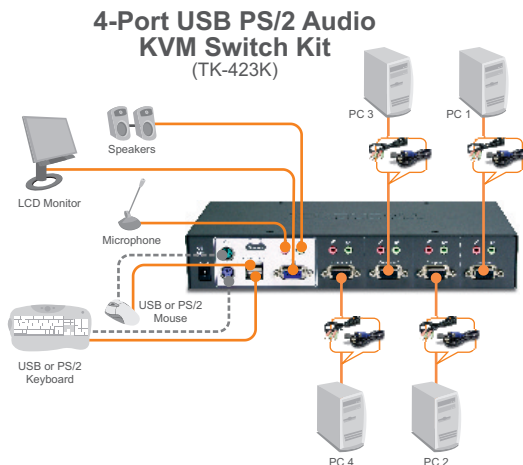 4-Port USB PS/2 Audio
KVM Switch Kit
(TK-423K)
PC 3
PC 1
Speakers
LCD Monitor
Microphone
USB or PS/2
Mouse
USB or PS/2
Keyboard
PC 4
PC 2